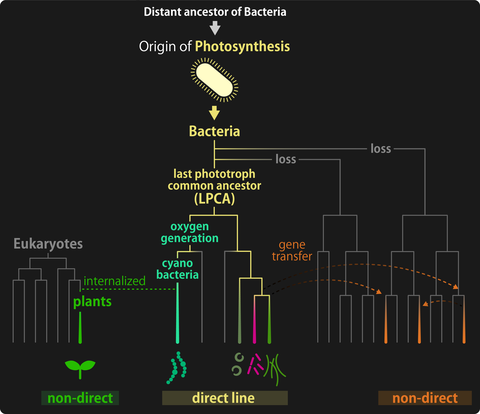 Distant ancestor of Bacteria
Origin of Photosynthesis
Bacteria
loss
loss
last phototroph
common ancestor
(LPCA)
oxygen
generation
Eukaryotes
gene
transfer
cyano
bacteria
internalized
plants
non-direct
direct line
non-direct